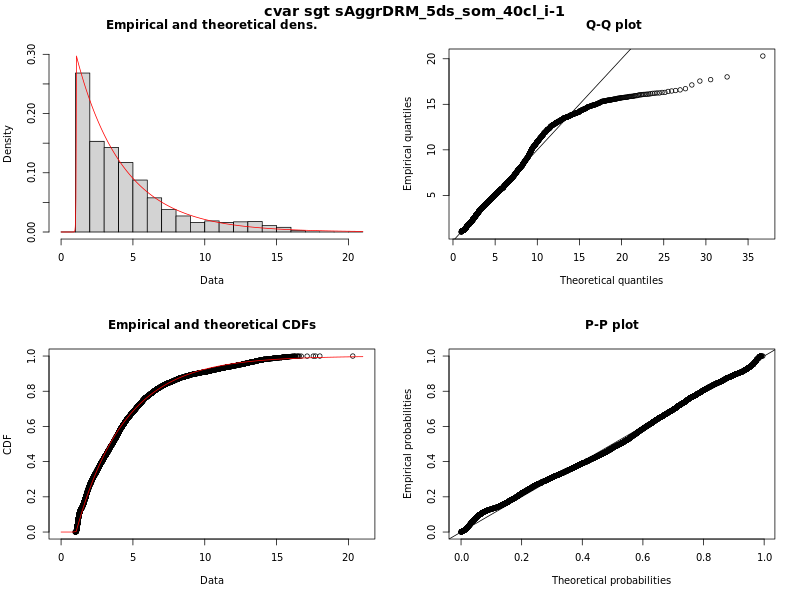 cvar sgt sAggrDRM_5ds_som_40cl_i-1
Empirical and theoretical dens.
Density
0.00 0.10 0.20 0.30
0 5 10 15 20
Data
Q-Q plot
Empirical quantiles
5 10 15 20
0 5 10 15 20 25 30 35
Theoretical quantiles
Empirical and theoretical CDFs
CDF
0.0 0.2 0.4 0.6 0.8 1.0
0 5 10 15 20
Data
P-P plot
Empirical probabilities
0.0 0.2 0.4 0.6 0.8 1.0
0.0 0.2 0.4 0.6 0.8 1.0
Theoretical probabilities